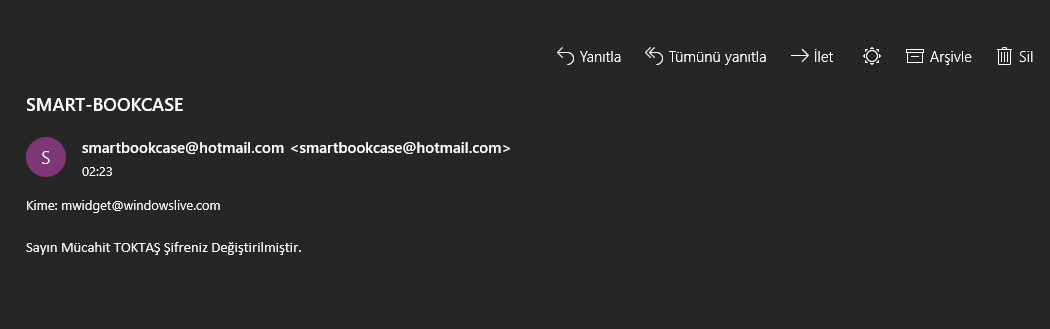 Yanıtla Tümünü yanıtla İlet Arşivle Sil
SMART-BOOKCASE
S
smartbookcase@hotmail.com <smartbookcase@hotmail.com>
02:23
Kime: mwidget@windowslive.com
Sayın Mücahit TOKTAŞ Şifreniz Değiştirilmiştir.